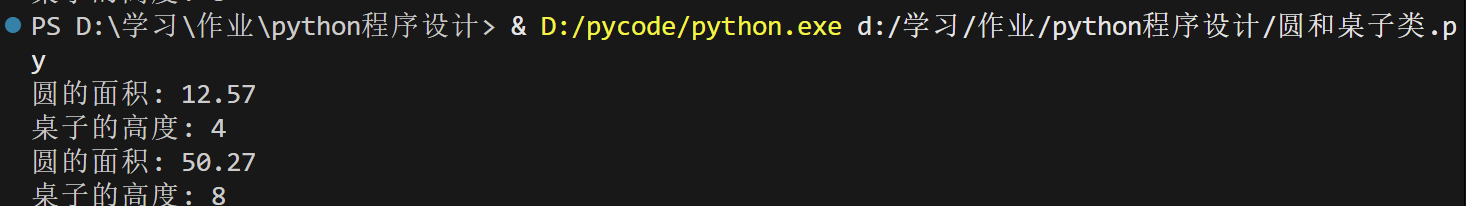 PS D:\学习\作业\python程序设计> & D:/pycode/python.exe d:/学习/作业/python程序设计/圆和桌子类.p
y
圆的面积: 12.57
桌子的高度: 4
圆的面积: 50.27
桌子的高度: 8